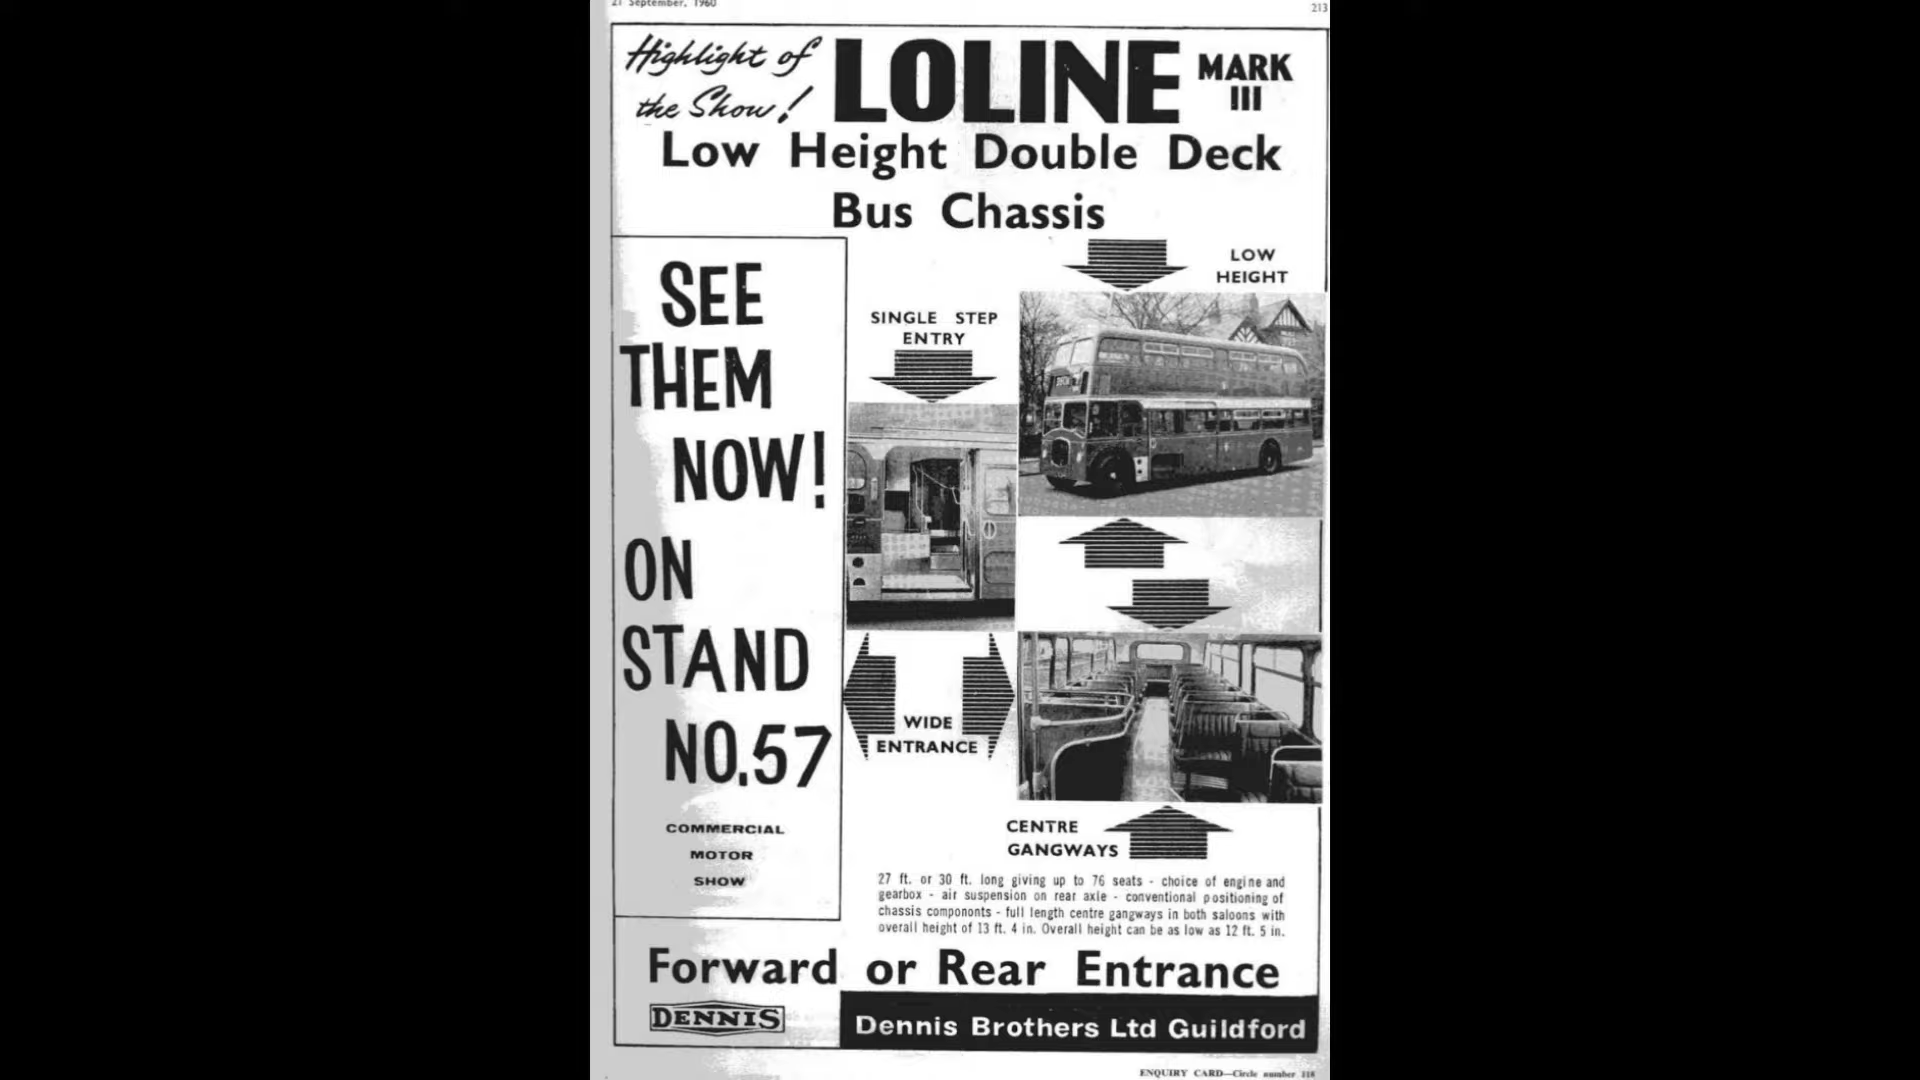 21 September, 1960
213
Highlight of
the Show!
LOLINE
MARK
III
Low Height Double Deck
Bus Chassis
SEE
THEM
NOW!
ON
STAND
NO.57
COMMERCIAL
MOTOR
SHOW
SINGLE STEP
ENTRY
LOW
HEIGHT
WIDE
ENTRANCE
CENTRE
GANGWAYS
27 ft. or 30 ft. long giving up to 76 seats - choice of engine and
gearbox - air suspension on rear axle - conventional positioning of
chassis compononts - full length centre gangways in both saloons with
overall height of 13 ft. 4 in. Overall height can be as low as 12 ft. 5 in.
Forward or Rear Entrance
DENNIS
Dennis Brothers Ltd Guildford
ENQUIRY CARD—Circle number 118